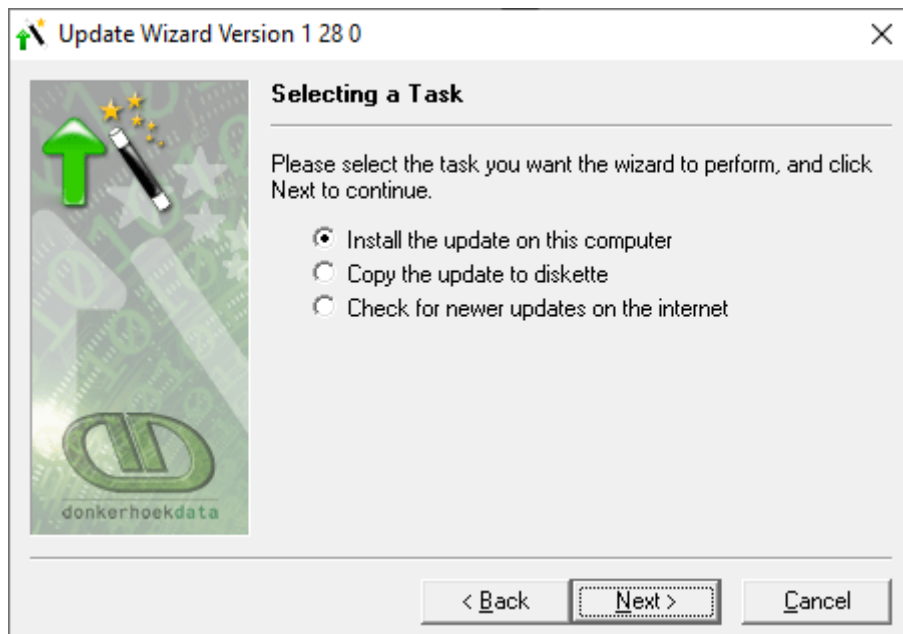 Update Wizard Version 1 28 0
Selecting a Task
Please select the task you want the wizard to perform, and click
Next to continue.
Install the update on this computer
Copy the update to diskette
Check for newer updates on the internet
donkerhoekdata
< Back
Next >
Cancel